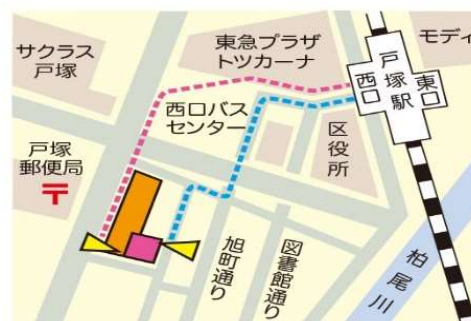 サクラス
戸塚
東急プラザ
トツカーナ
モディ
戸塚駅
西口
東口
西口バス
センター
区役所
戸塚
郵便局
〒
旭町通り
図書館通り
柏尾川